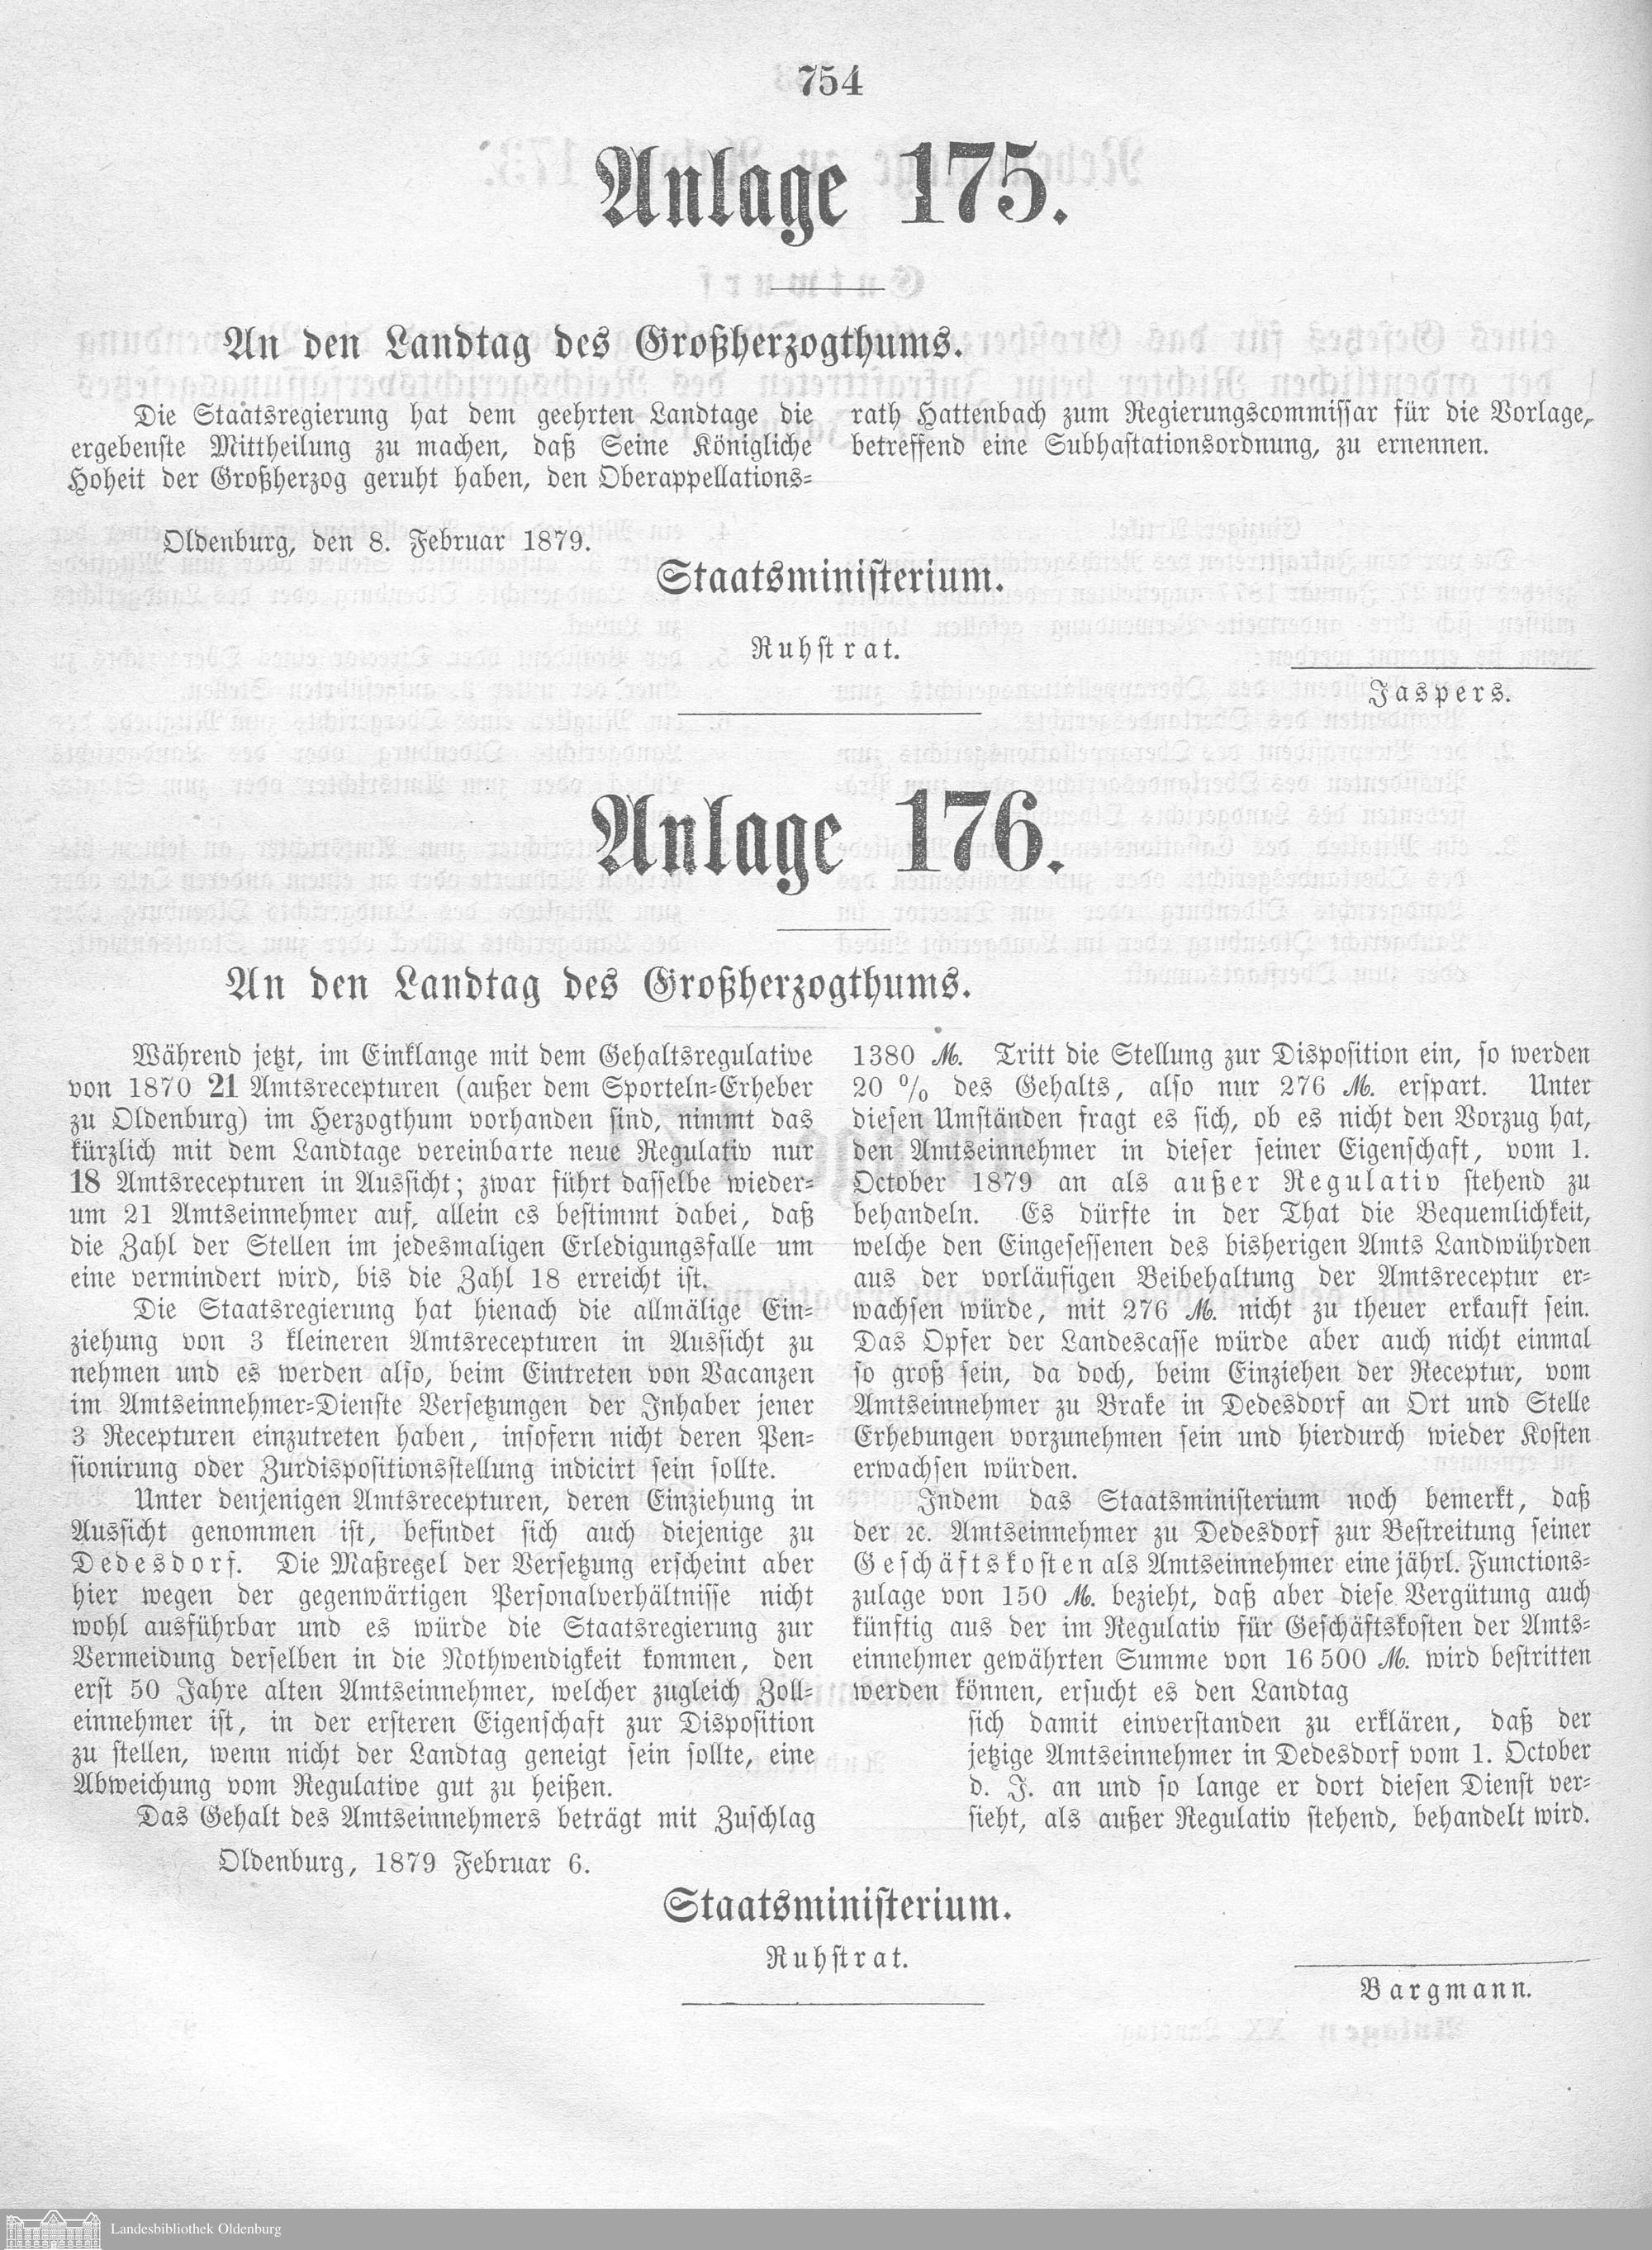 754
Anlage 175.
An den Landtag des Großherzogthums.
Die Staatsregierung hat dem geehrten Landtage die
ergebenste Mittheilung zu machen, daß Seine Königliche
Hoheit der Großherzog geruht haben, den Oberappellations-
rath Hattenbach zum Regierungscommissar für die Vorlage,
betreffend eine Subhastationsordnung, zu ernennen.
Oldenburg, den 8. Februar 1879.
Staatsministerium.
Ruhstrat.
Jaspers.
Anlage 176.
An den Landtag des Großherzogthums.
Während jetzt, im Einklange mit dem Gehaltsregulative
von 1870 21 Amtsrecepturen (außer dem Sporteln-Erheber
zu Oldenburg) im Herzogthum vorhanden sind, nimmt das
kürzlich mit dem Landtage vereinbarte neue Regulativ nur
18 Amtsrecepturen in Aussicht; zwar führt dasselbe wieder-
um 21 Amtseinnehmer auf, allein es bestimmt dabei, daß
die Zahl der Stellen im jedesmaligen Erledigungsfalle um
eine vermindert wird, bis die Zahl 18 erreicht ist.
Die Staatsregierung hat hienach die allmälige Ein-
ziehung von 3 kleineren Amtsrecepturen in Aussicht zu
nehmen und es werden also, beim Eintreten von Vacanzen
im Amtseinnehmer-Dienste Versetzungen der Inhaber jener
3 Recepturen einzutreten haben, insofern nicht deren Pen-
sionirung oder Zurdispositionsstellung indicirt sein sollte.
Unter denjenigen Amtsrecepturen, deren Einziehung in
Aussicht genommen ist, befindet sich auch diejenige zu
Dedesdorf. Die Maßregel der Versetzung erscheint aber
hier wegen der gegenwärtigen Personalverhältnisse nicht
wohl ausführbar und es würde die Staatsregierung zur
Vermeidung derselben in die Nothwendigkeit kommen, den
erst 50 Jahre alten Amtseinnehmer, welcher zugleich Zoll-
einnehmer ist, in der ersteren Eigenschaft zur Disposition
zu stellen, wenn nicht der Landtag geneigt sein sollte, eine
Abweichung vom Regulative gut zu heißen.
Das Gehalt des Amtseinnehmers beträgt mit Zuschlag
1380 M. Tritt die Stellung zur Disposition ein, so werden
20 % des Gehalts, also nur 276 M. erspart. Unter
diesen Umständen fragt es sich, ob es nicht den Vorzug hat,
den Amtseinnehmer in dieser seiner Eigenschaft, vom 1.
October 1879 an als außer Regulativ stehend zu
behandeln. Es dürfte in der That die Bequemlichkeit,
welche den Eingesessenen des bisherigen Amts Landwührden
aus der vorläufigen Beibehaltung der Amtsreceptur er-
wachsen würde, mit 276 M. nicht zu theuer erkauft sein.
Das Opfer der Landescasse würde aber auch nicht einmal
so groß sein, da doch, beim Einziehen der Receptur, vom
Amtseinnehmer zu Brake in Dedesdorf an Ort und Stelle
Erhebungen vorzunehmen sein und hierdurch wieder Kosten
erwachsen würden.
Indem das Staatsministerium noch bemerkt, daß
der ꝛc. Amtseinnehmer zu Dedesdorf zur Bestreitung seiner
Geschäftskosten als Amtseinnehmer eine jährl. Functions-
zulage von 150 M. bezieht, daß aber diese Vergütung auch
künftig aus der im Regulativ für Geschäftskosten der Amts-
einnehmer gewährten Summe von 16 500 M. wird bestritten
werden können, ersucht es den Landtag
sich damit einverstanden zu erklären, daß der
jetzige Amtseinnehmer in Dedesdorf vom 1. October
d. J. an und so lange er dort diesen Dienst ver-
sieht, als außer Regulativ stehend, behandelt wird.
Oldenburg, 1879 Februar 6.
Staatsministerium.
Ruhstrat.
Bargmann.
Landesbibliothek Oldenburg